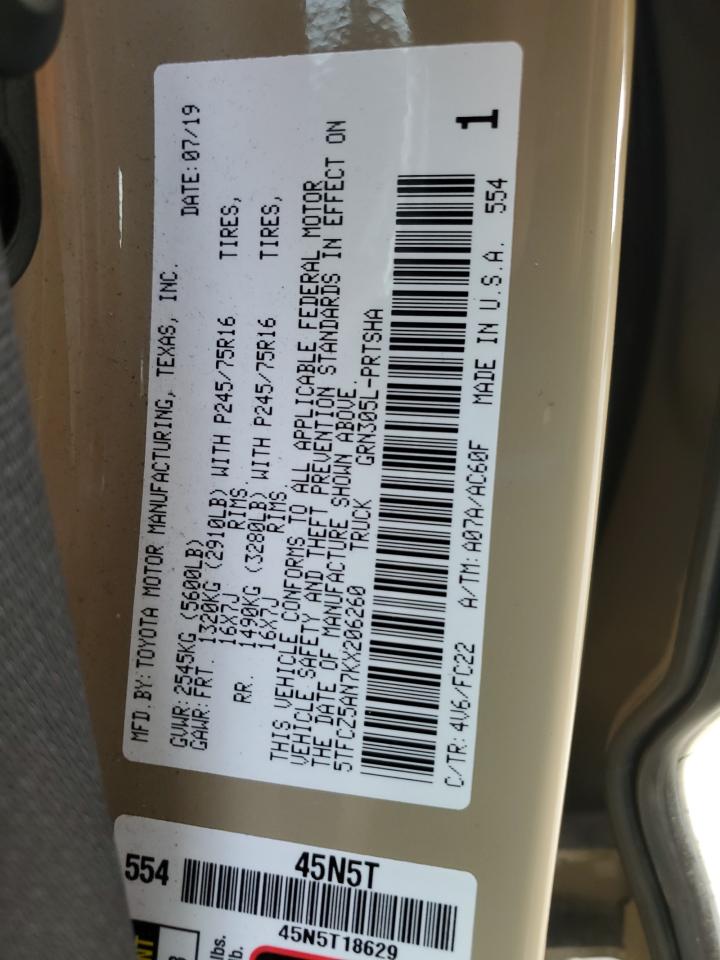 MFD. BY: TOYOTA MOTOR MANUFACTURING, TEXAS, INC. DATE: 07/19
GVWR: 2545KG (5600LB)
GAWR: FRT. 1320KG (2910LB) WITH P245/75R16 TIRES,
16X7J RIMS
RR. 1490KG (3280LB) WITH P245/75R16 TIRES,
16X7J RIMS
THIS VEHICLE CONFORMS TO ALL APPLICABLE FEDERAL MOTOR
VEHICLE SAFETY AND THEFT PREVENTION STANDARDS IN EFFECT ON
THE DATE OF MANUFACTURE SHOWN ABOVE.
5TFCZ5AN7KX206260 TRUCK GRN305L-PRTSHA
1
C/TR: 4V6/FC22 A/TM: A07A/AC60F MADE IN U.S.A. 554
554
45N5T
45N5T18629
lbs.
lb.